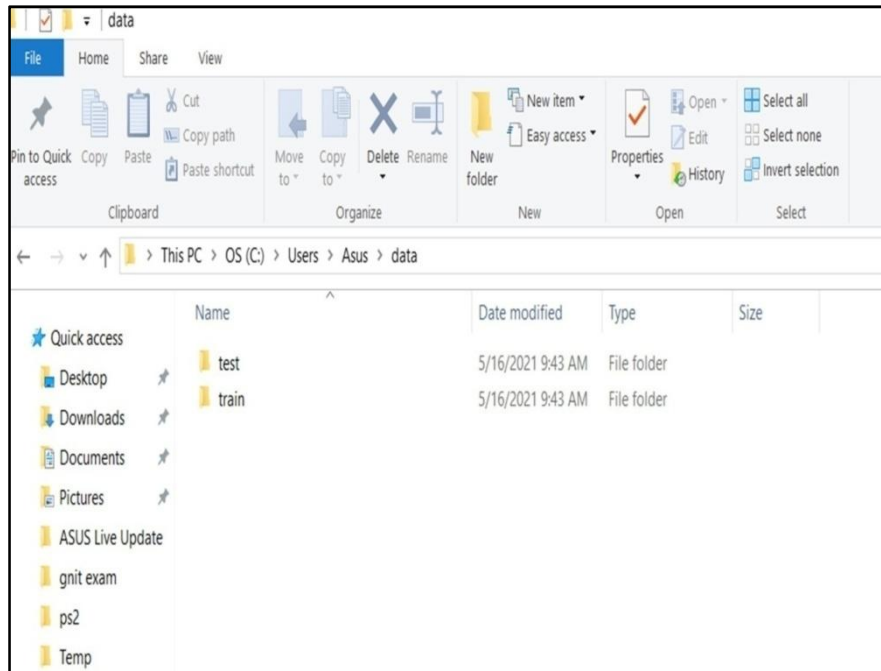 data
File Home Share View
Pin to Quick access
Copy
Paste
Cut
Copy path
Paste shortcut
Clipboard
Move to
Copy to
Delete
Rename
Organize
New folder
New item
Easy access
New
Properties
Open
Edit
History
Open
Select all
Select none
Invert selection
Select
This PC > OS (C:) > Users > Asus > data
Name Date modified Type Size
test 5/16/2021 9:43 AM File folder
train 5/16/2021 9:43 AM File folder
Quick access
Desktop
Downloads
Documents
Pictures
ASUS Live Update
gnit exam
ps2
Temp